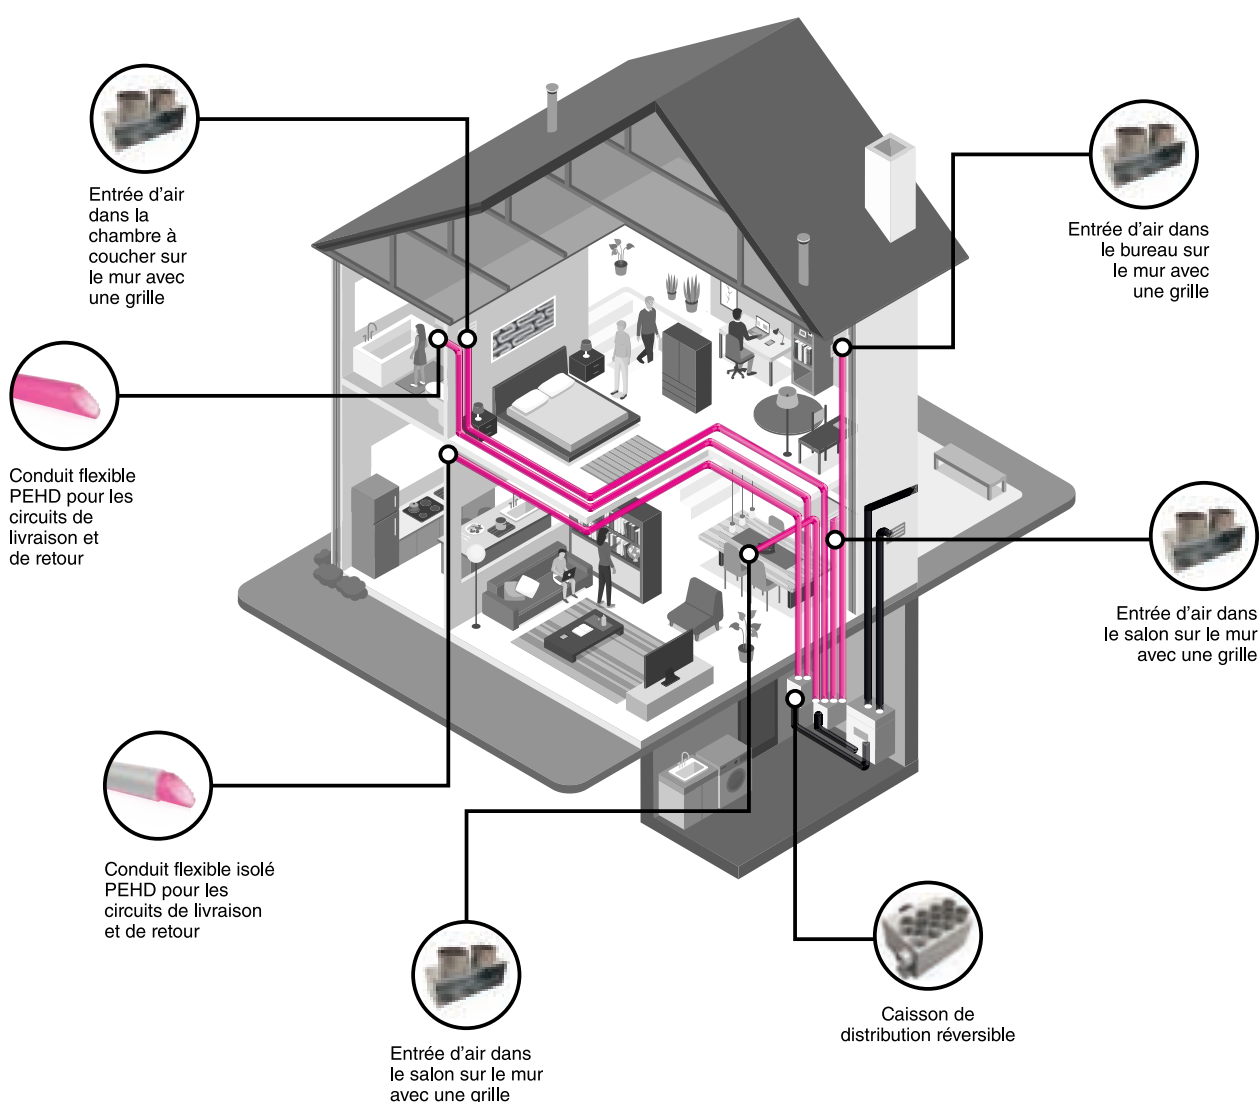 Entrée d'air
dans la
chambre à
coucher sur
le mur avec
une grille
Entrée d'air dans
le bureau sur
le mur avec
une grille
Conduit flexible
PEHD pour les
circuits de
livraison et
de retour
Entrée d'air dans
le salon sur le mur
avec une grille
Conduit flexible isolé
PEHD pour les
circuits de livraison
et de retour
Caisson de
distribution réversible
Entrée d'air dans
le salon sur le mur
avec une grille